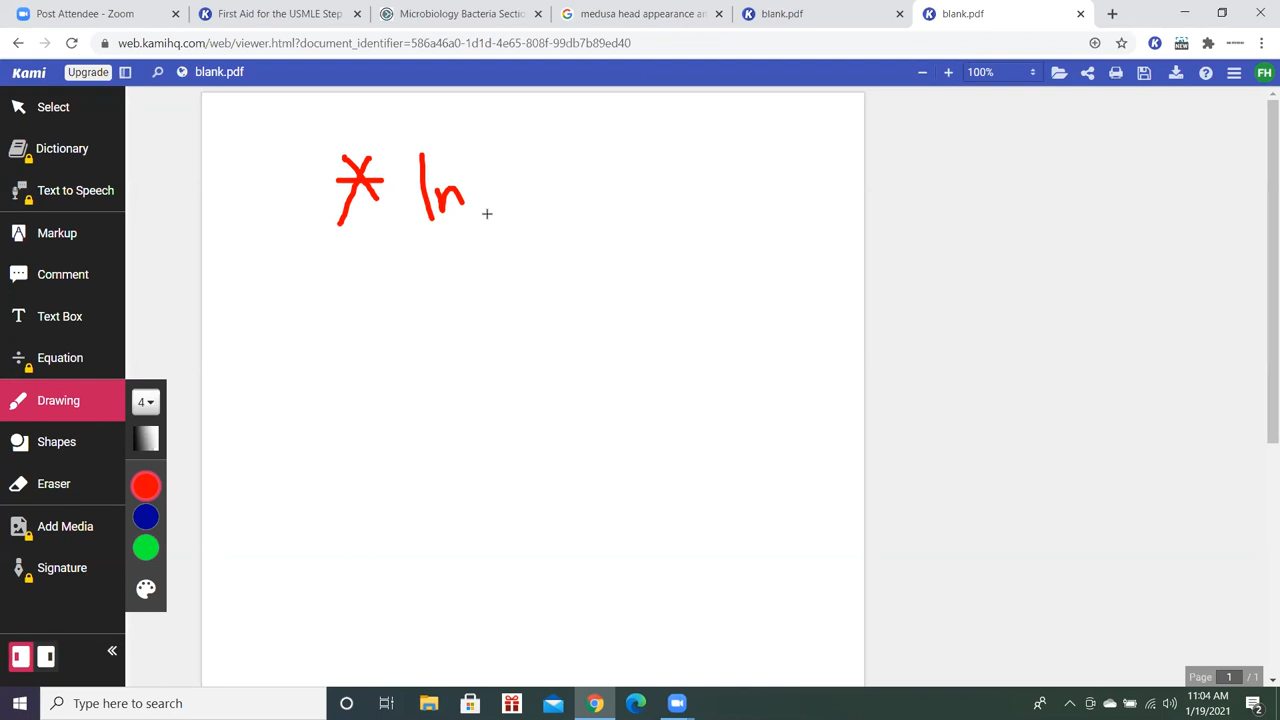 Post Attendee - Zoom
First Aid for the USMLE Step
Microbiology Bacteria Secti
medusa head appearance an
blank.pdf
blank.pdf
web.kamihq.com/web/viewer.html?document_identifier=586a46a0-1d1d-4e65-8f8f-99db7b89ed40
Kami
Upgrade
blank.pdf
100%
FH
Select
Dictionary
Text to Speech
Markup
Comment
Text Box
Equation
Drawing
Shapes
Eraser
Add Media
Signature
4
* In
Page 1 / 1
Type here to search
11:04 AM
1/19/2021
2